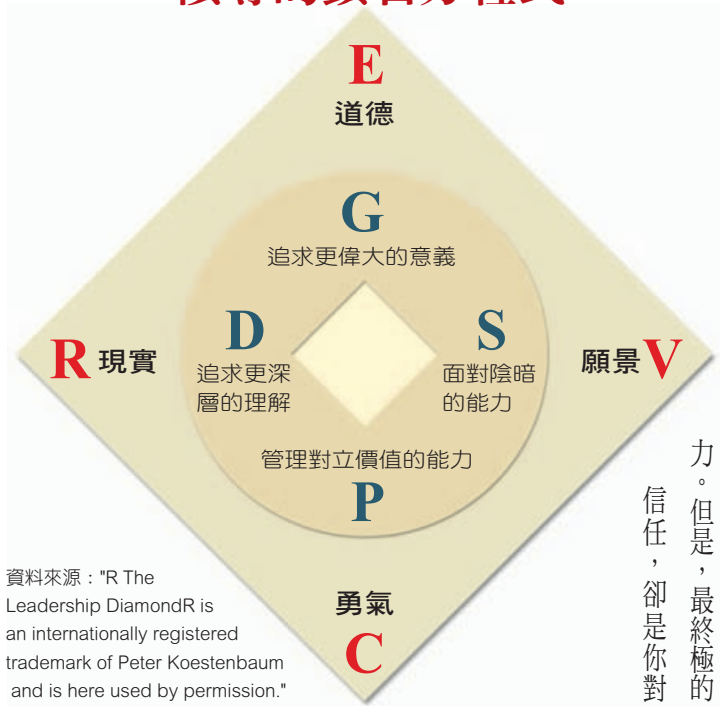 E
道德
G
追求更偉大的意義
R 現實
D
追求更深
層的理解
S
面對陰暗
的能力
願景 V
管理對立價值的能力
P
勇氣
C
資料來源："R The
Leadership DiamondR is
an internationally registered
trademark of Peter Koestenbaum
and is here used by permission."
力。但是，最終極的
信任，卻是你對